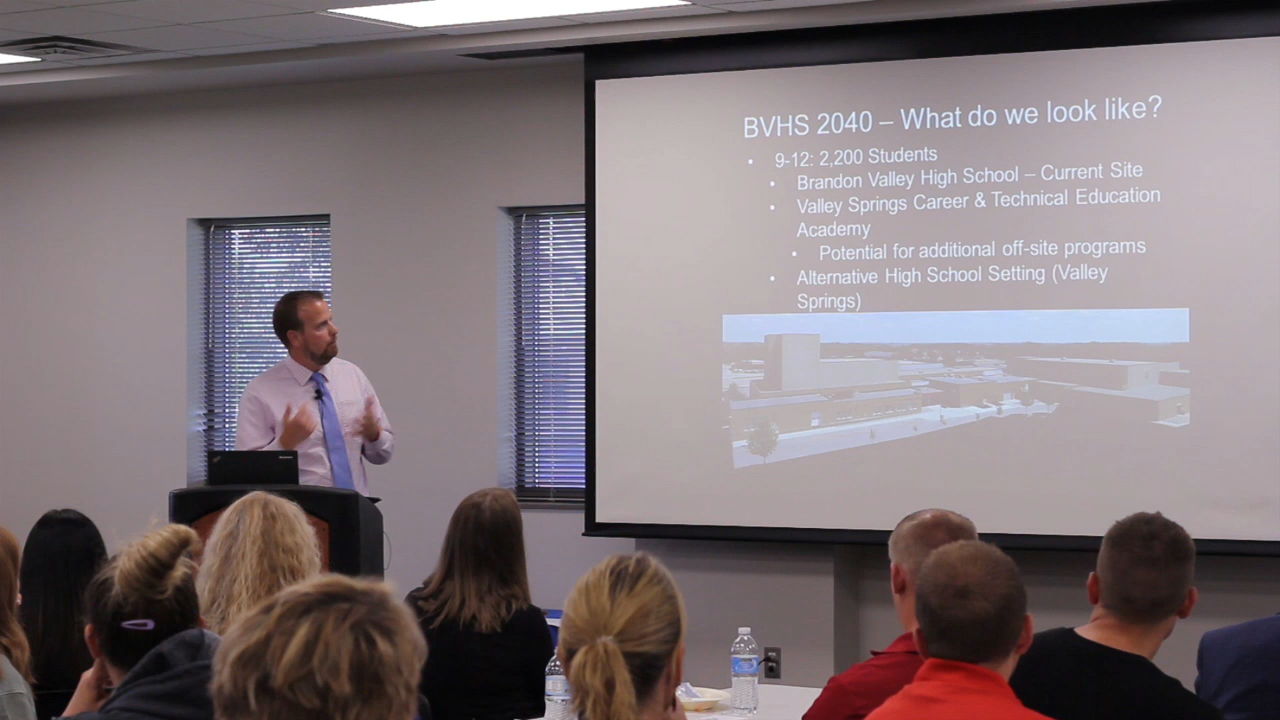 BVHS 2040 – What do we look like?
• 9-12: 2,200 Students
• Brandon Valley High School – Current Site
• Valley Springs Career & Technical Education
Academy
• Potential for additional off-site programs
• Alternative High School Setting (Valley
Springs)